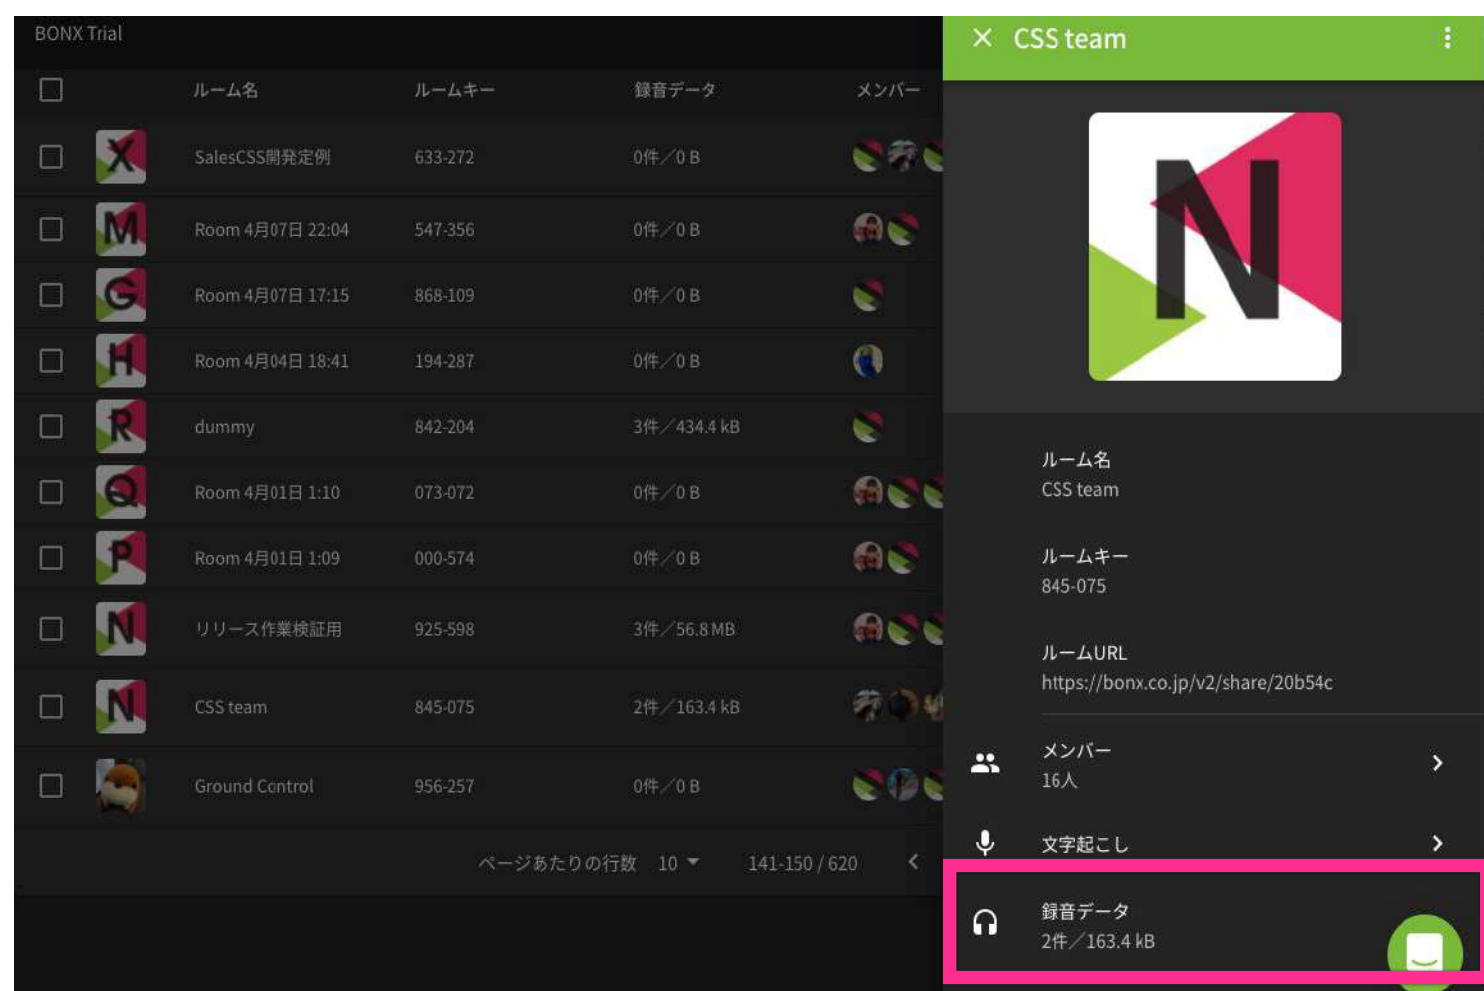 BONX Trial
ルーム名 ルームキー 録音データ メンバー
X SalesCSS開発定例 633-272 0件／0 B
M Room 4月07日 22:04 547-356 0件／0 B
G Room 4月07日 17:15 868-109 0件／0 B
H Room 4月04日 18:41 194-287 0件／0 B
R dummy 842-204 3件／434.4 kB
Q Room 4月01日 1:10 073-072 0件／0 B
P Room 4月01日 1:09 000-574 0件／0 B
N リリース作業検証用 925-598 3件／56.8 MB
N CSS team 845-075 2件／163.4 kB
Ground Control 956-257 0件／0 B
ページあたりの行数 10 141-150 / 620
CSS team
N
ルーム名
CSS team
ルームキー
845-075
ルームURL
https://bonx.co.jp/v2/share/20b54c
メンバー
16人
文字起こし
録音データ
2件／163.4 kB